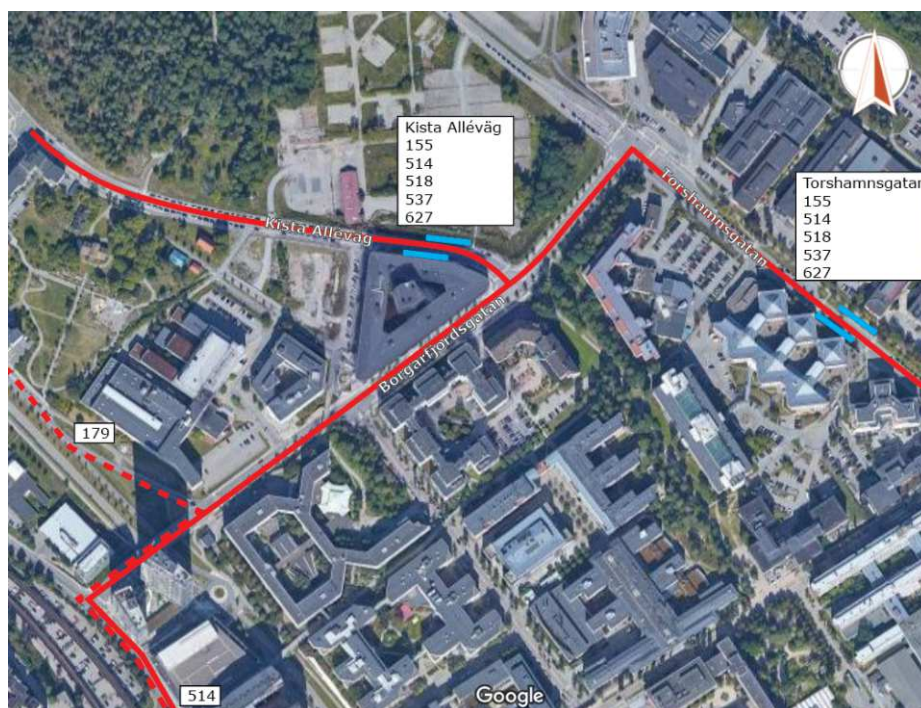 Kista Alléväg
155
514
518
537
627
Torshamnsgatan
155
514
518
537
627
Torshamnsgatan
Kista Alléväg
Borgarfjordsgatan
179
514
Google